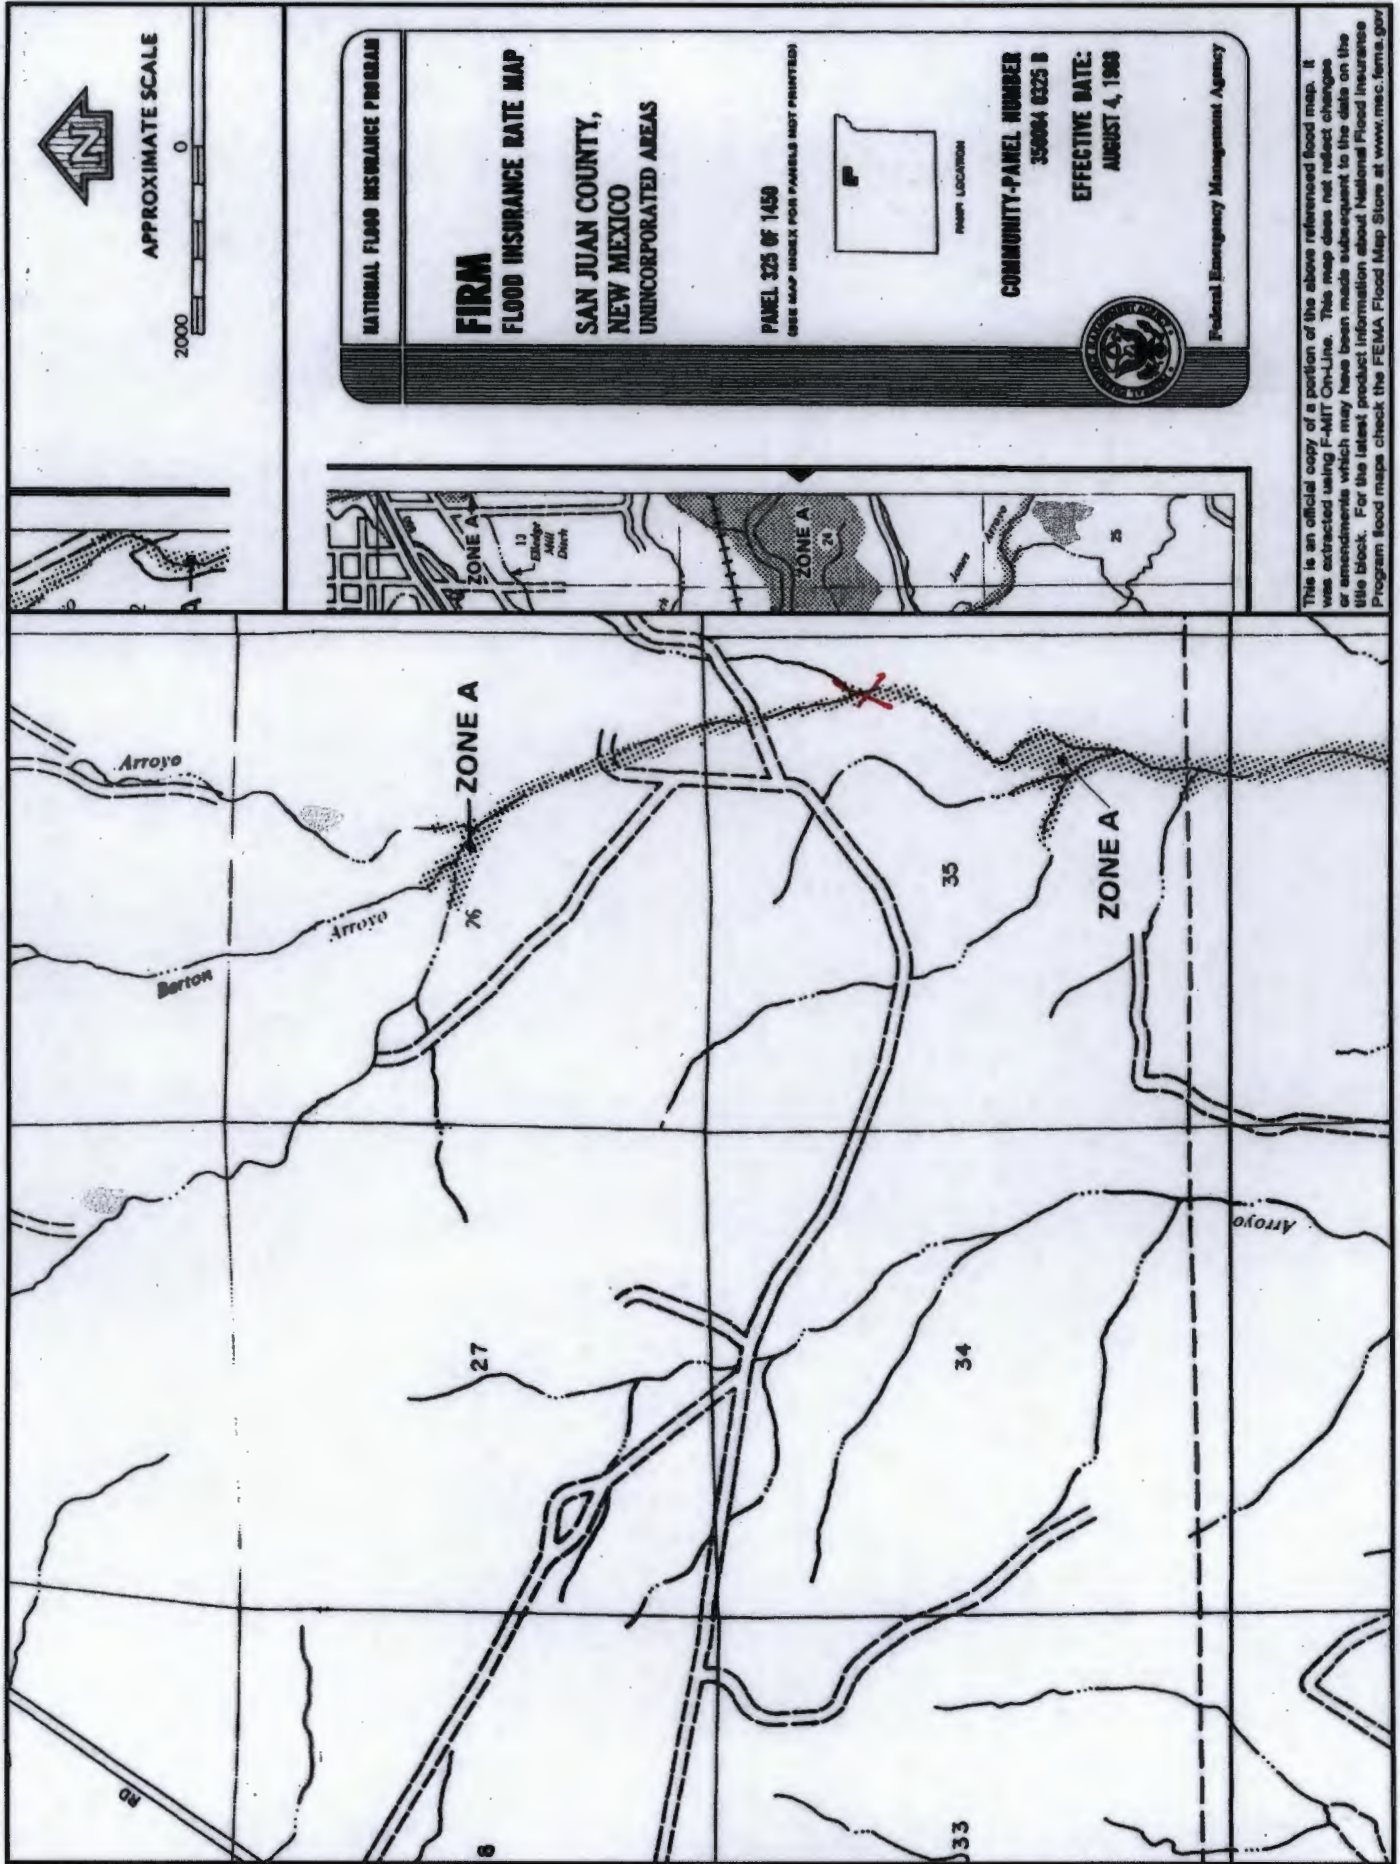 APPROXIMATE SCALE
2000 0
N
NATIONAL FLOOD INSURANCE PROGRAM
FIRM
FLOOD INSURANCE RATE MAP
SAN JUAN COUNTY,
NEW MEXICO
UNINCORPORATED AREAS
PANEL 325 OF 1450
(SEE MAP INDEX FOR PANELS NOT PRINTED)
PANEL LOCATION
COMMUNITY-PANEL NUMBER
350064 0325 B
EFFECTIVE DATE:
AUGUST 4, 1988
Federal Emergency Management Agency
This is an official copy of a portion of the above referenced flood map. It
was extracted using F-MIT On-Line. This map does not reflect changes
or amendments which may have been made subsequent to the date on the
title block. For the latest product information about National Flood Insurance
Program flood maps check the FEMA Flood Map Store at www.msc.fema.gov
ZONE A
13
Mill
Ditch
ZONE A
24
Arroyo
25
A
Arroyo
ZONE A
26
Arroyo
Barton
35
ZONE A
27
34
Arroyo
RD
33